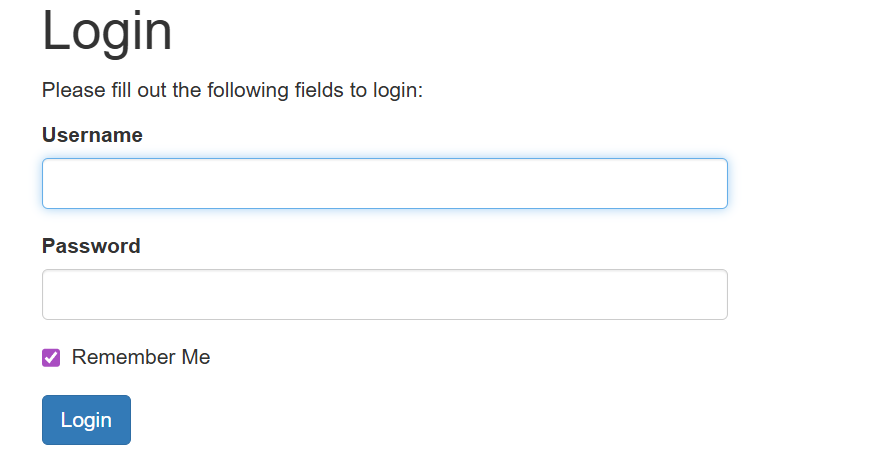 Login
Please fill out the following fields to login:
Username
Password
Remember Me
Login